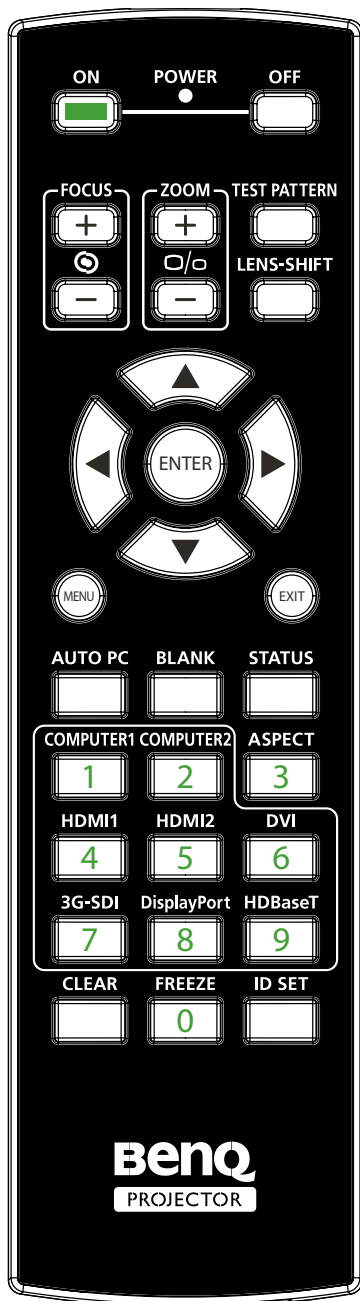 ON POWER OFF
FOCUS ZOOM TEST PATTERN
+ +
LENS-SHIFT
− −
ENTER
MENU EXIT
AUTO PC BLANK STATUS
COMPUTER1 COMPUTER2 ASPECT
1 2 3
HDMI1 HDMI2 DVI
4 5 6
3G-SDI DisplayPort HDBaseT
7 8 9
CLEAR FREEZE ID SET
0
BenQ
PROJECTOR